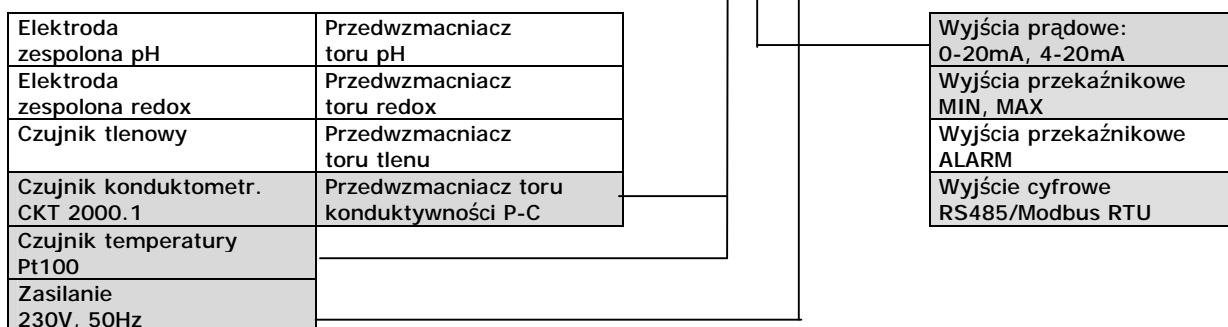 Elektroda
zespolona pH
Przedwzmacniacz
toru pH
Elektroda
zespolona redox
Przedwzmacniacz
toru redox
Czujnik tlenowy
Przedwzmacniacz
toru tlenu
Czujnik konduktometr.
CKT 2000.1
Przedwzmacniacz toru
konduktywności P-C
Czujnik temperatury
Pt100
Zasilanie
230V, 50Hz
Wyjścia prądowe:
0-20mA, 4-20mA
Wyjścia przekaźnikowe
MIN, MAX
Wyjścia przekaźnikowe
ALARM
Wyjście cyfrowe
RS485/Modbus RTU